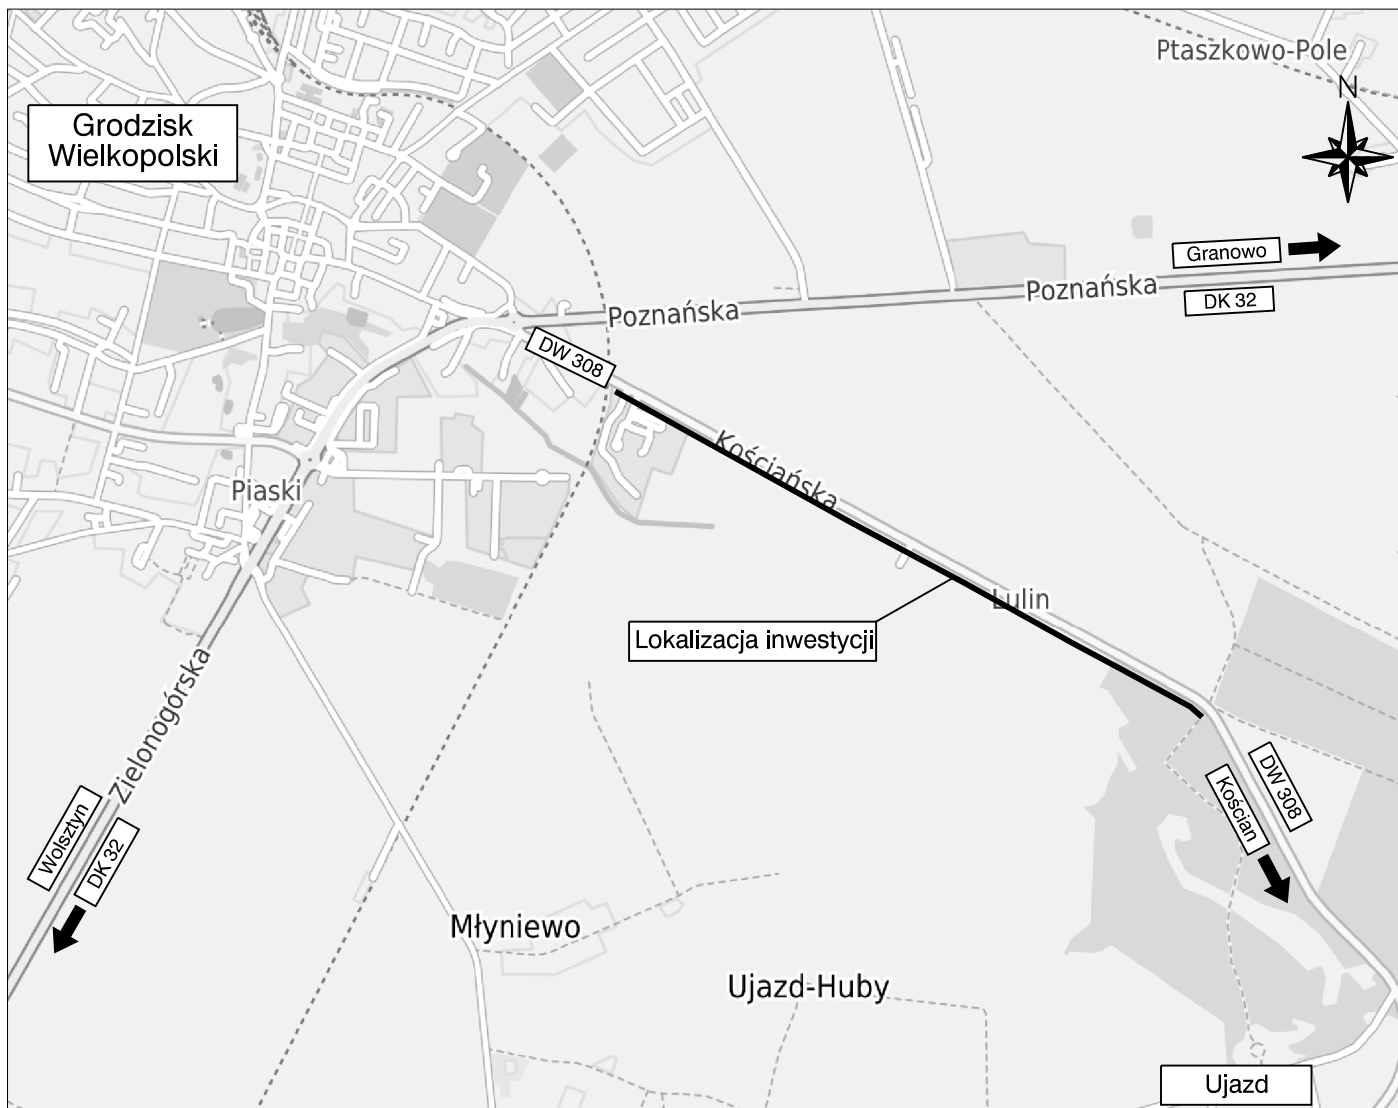 Ptaszkowo-Pole
N
Grodzisk
Wielkopolski
Granowo
Poznańska
DK 32
Poznańska
DW 308
Kościańska
Piaski
Lulin
Lokalizacja inwestycji
Zielonogórska
DW 308
Kościan
Wolsztyn
DK 32
Młyniewo
Ujazd-Huby
Ujazd